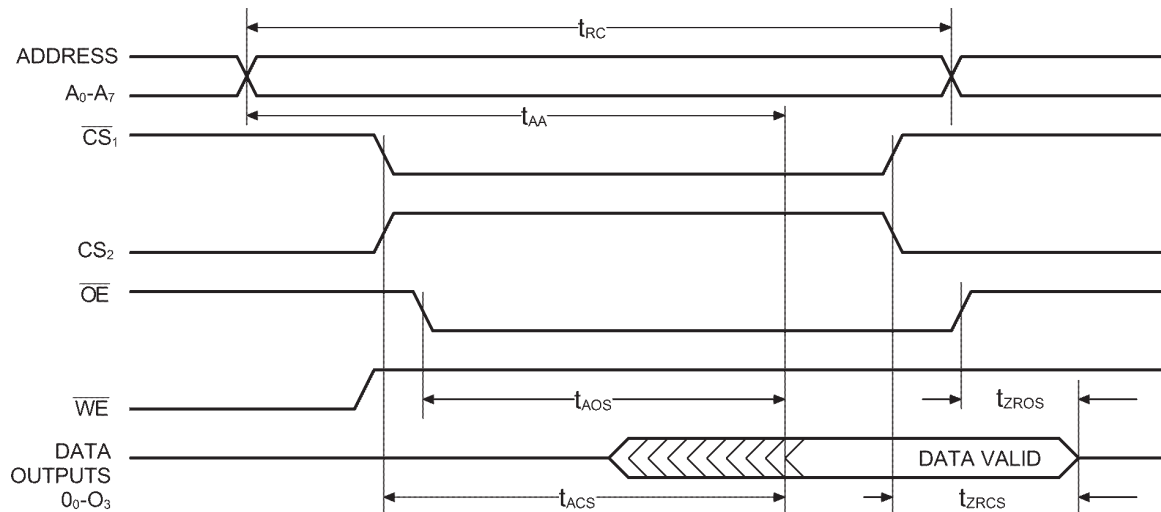 tRC
ADDRESS
A0-A7
tAA
CS1
CS2
OE
WE
tAOS
tZROS
DATA
OUTPUTS
00-O3
DATA VALID
tACS
tZRCS